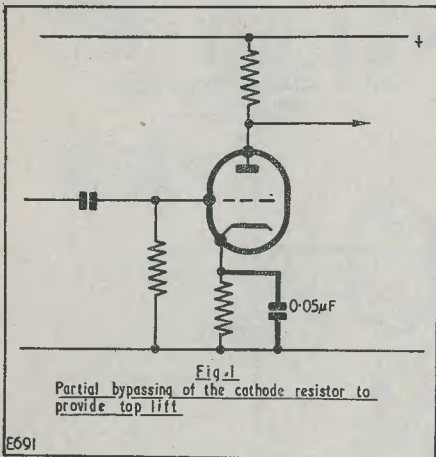 +
0·05µF
Fig.1
Partial bypassing of the cathode resistor to
provide top lift
E691